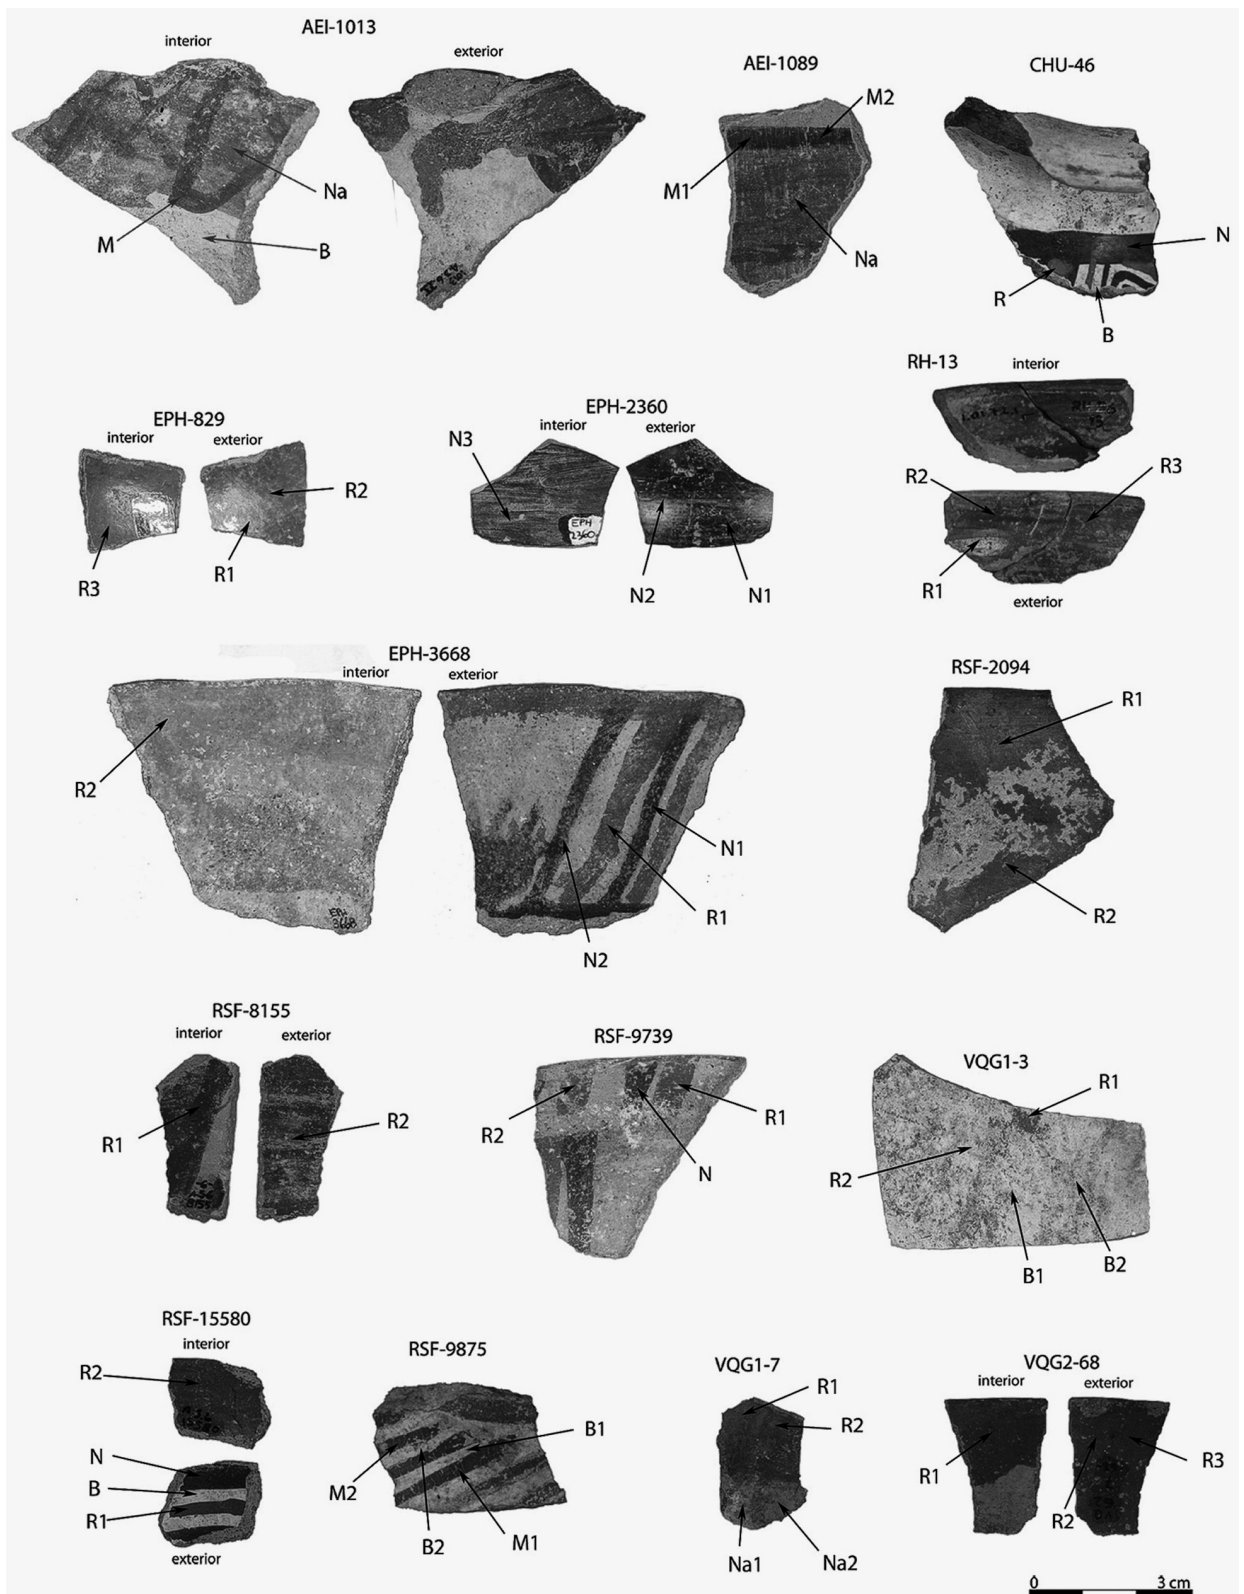 AEI-1013
interior
exterior
Na
M
B
AEI-1089
M2
M1
Na
CHU-46
N
R
B
EPH-829
interior
exterior
R2
R1
R3
EPH-2360
interior
exterior
N3
EPH
2360
N2
N1
RH-13
interior
R2
R3
R1
exterior
EPH-3668
interior
exterior
R2
EPH
3668
N1
R1
N2
RSF-2094
R1
R2
RSF-8155
interior
exterior
R1
R2
8155
RSF-9739
R2
R1
N
VQG1-3
R1
R2
B1
B2
RSF-15580
interior
R2
N
B
R1
exterior
RSF-9875
B1
M2
B2
M1
VQG1-7
R1
R2
Na1
Na2
VQG2-68
interior
exterior
R1
R2
R3
0 3 cm